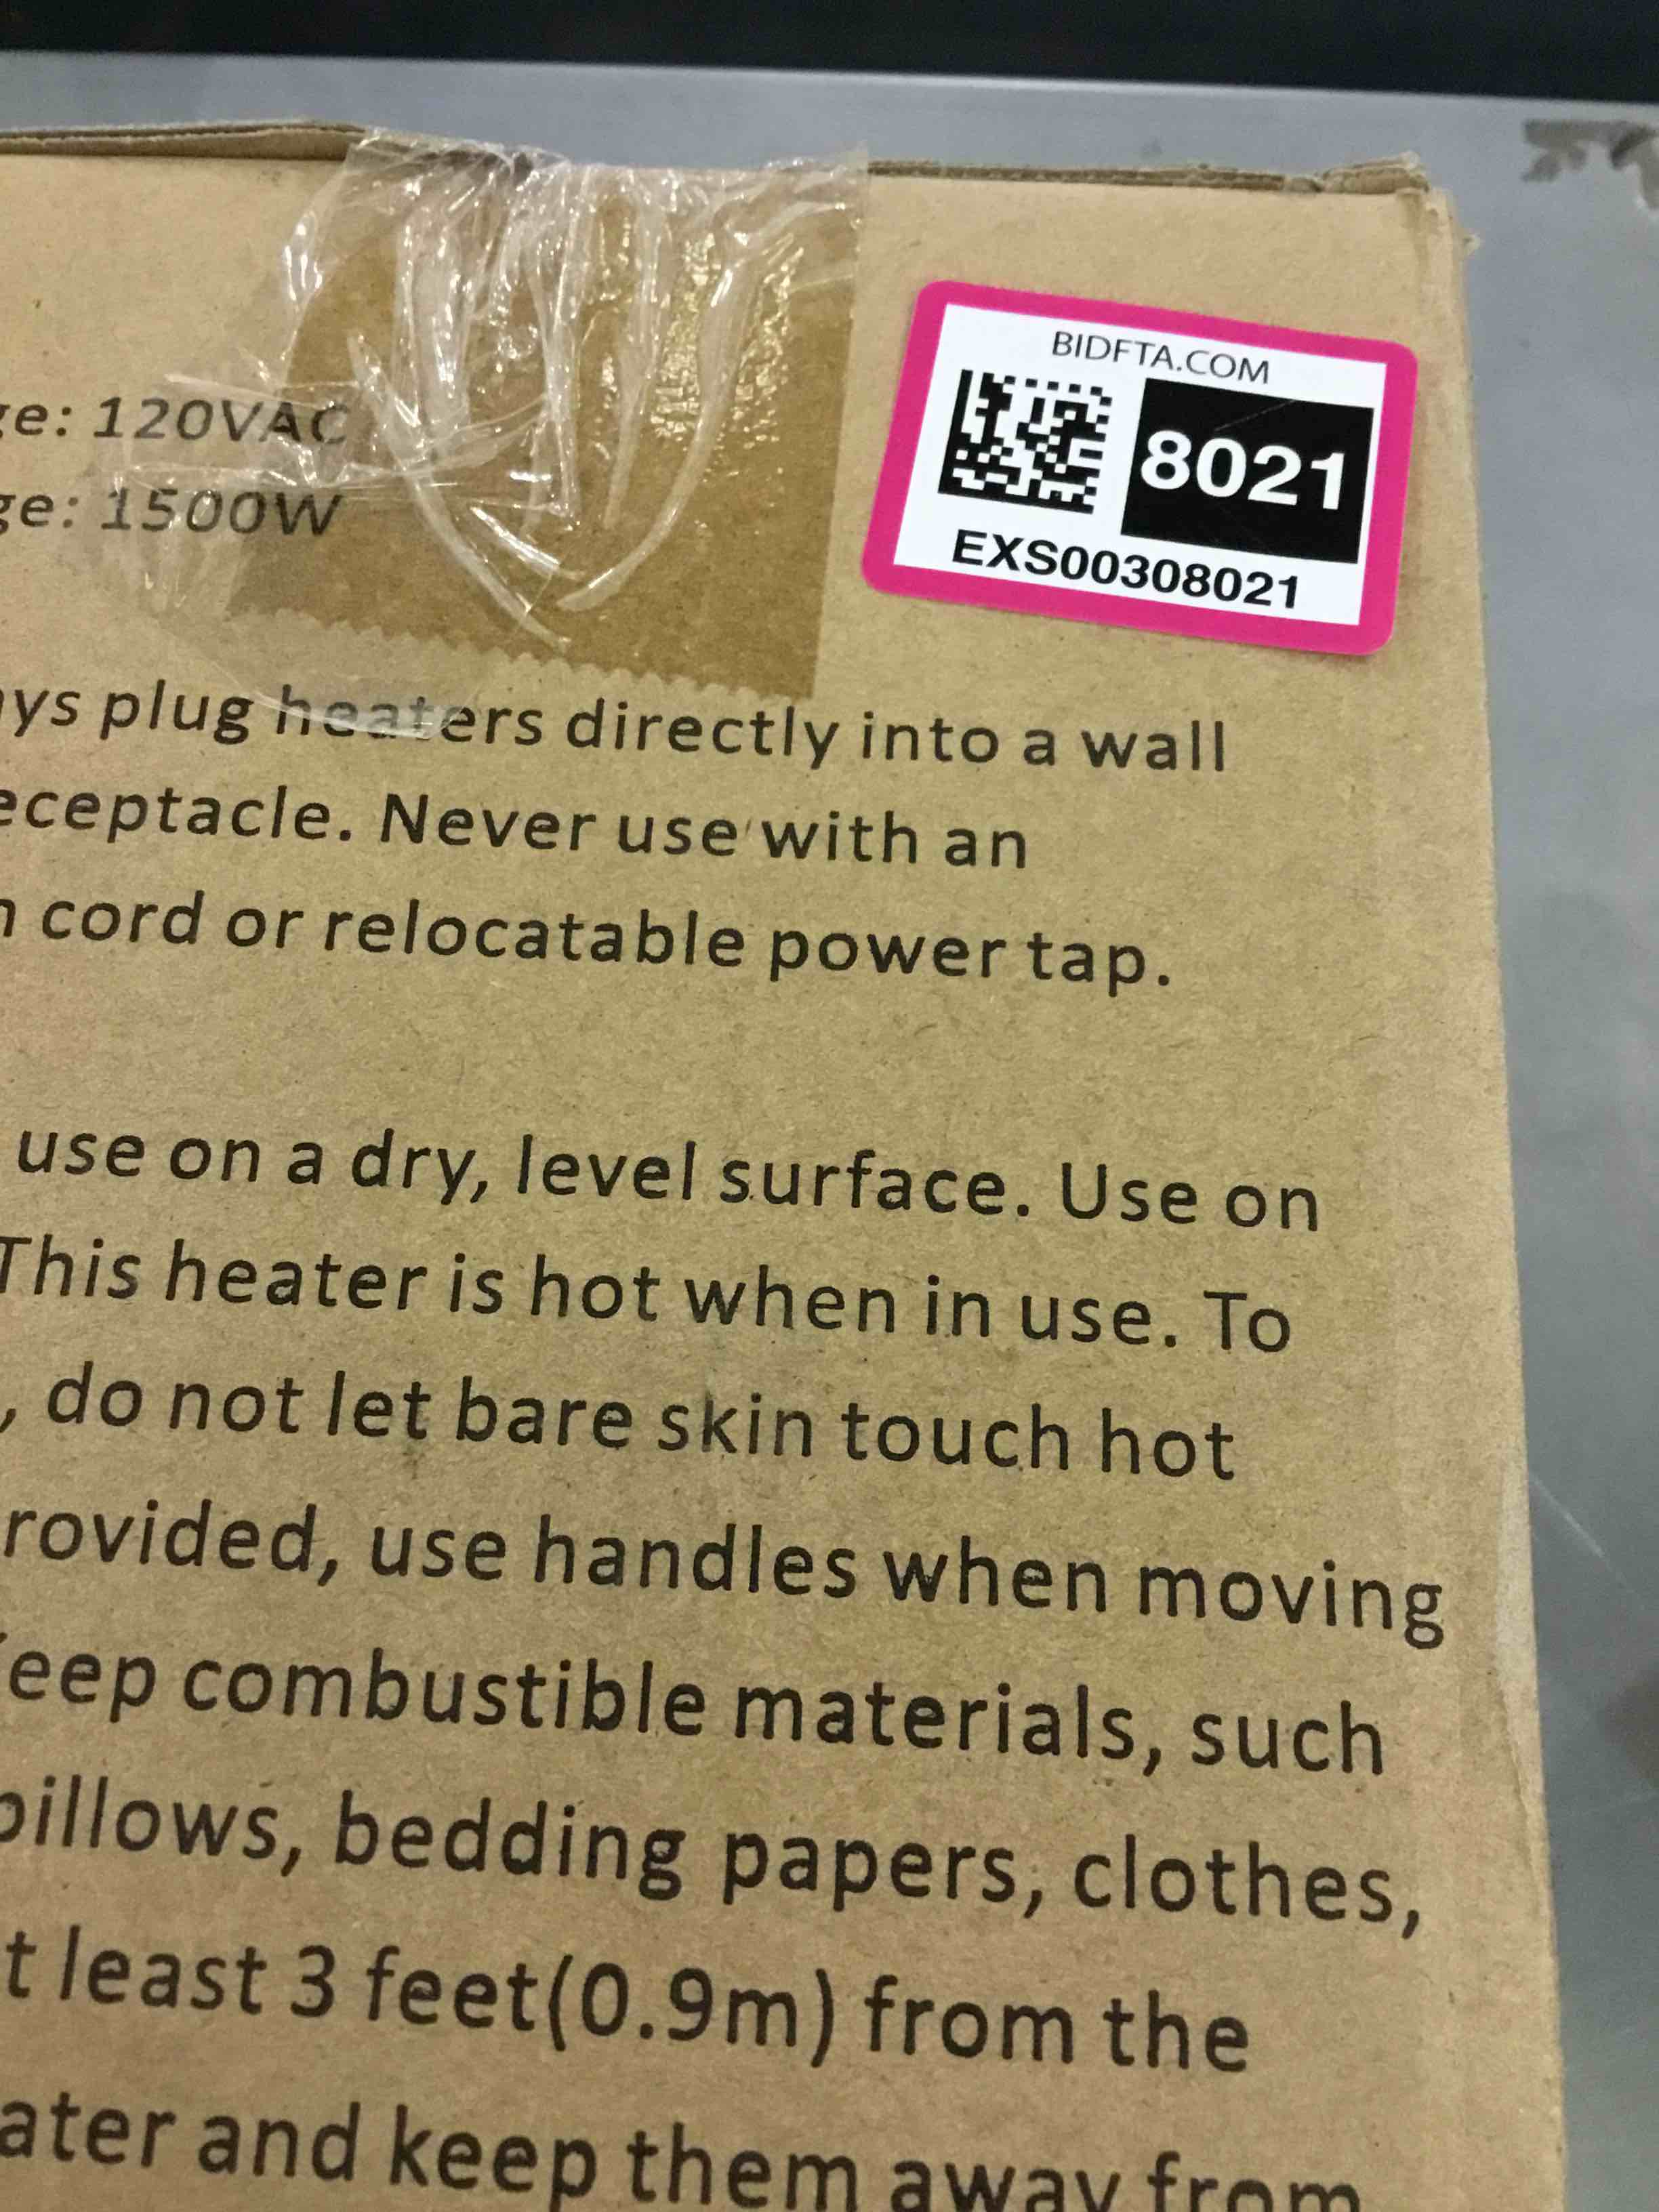 BIDFTA.COM
8021
EXS00308021
ge: 120VAC
ge: 1500W
ys plug heaters directly into a wall
eceptacle. Never use with an
n cord or relocatable power tap.
use on a dry, level surface. Use on
This heater is hot when in use. To
, do not let bare skin touch hot
rovided, use handles when moving
eep combustible materials, such
pillows, bedding papers, clothes,
t least 3 feet(0.9m) from the
ater and keep them away from